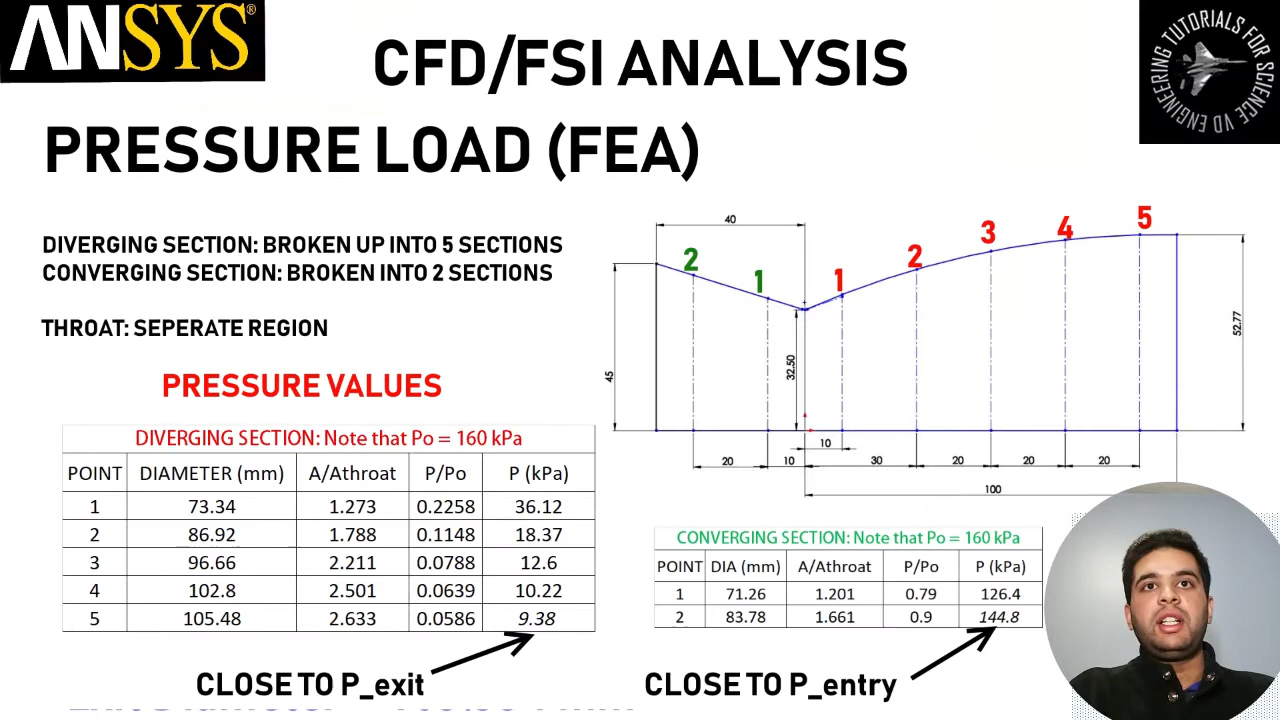 ANSYS®
CFD/FSI ANALYSIS
ENGINEERING TUTORIALS FOR SCIENCE VD
PRESSURE LOAD (FEA)
DIVERGING SECTION: BROKEN UP INTO 5 SECTIONS
CONVERGING SECTION: BROKEN INTO 2 SECTIONS
THROAT: SEPERATE REGION
40
2
1
1
2
3
4
5
45
32.50
52.77
10
20
10
30
20
20
20
100
PRESSURE VALUES
DIVERGING SECTION: Note that Po = 160 kPa
POINT DIAMETER (mm) A/Athroat P/Po P (kPa)
1 73.34 1.273 0.2258 36.12
2 86.92 1.788 0.1148 18.37
3 96.66 2.211 0.0788 12.6
4 102.8 2.501 0.0639 10.22
5 105.48 2.633 0.0586 9.38
CLOSE TO P_exit
CONVERGING SECTION: Note that Po = 160 kPa
POINT DIA (mm) A/Athroat P/Po P (kPa)
1 71.26 1.201 0.79 126.4
2 83.78 1.661 0.9 144.8
CLOSE TO P_entry